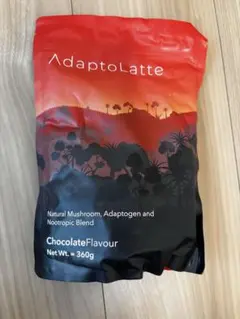 AdaptoLatte
Natural Mushroom, Adaptogen and
Nootropic Blend
ChocolateFlavour
Net Wt. = 360g